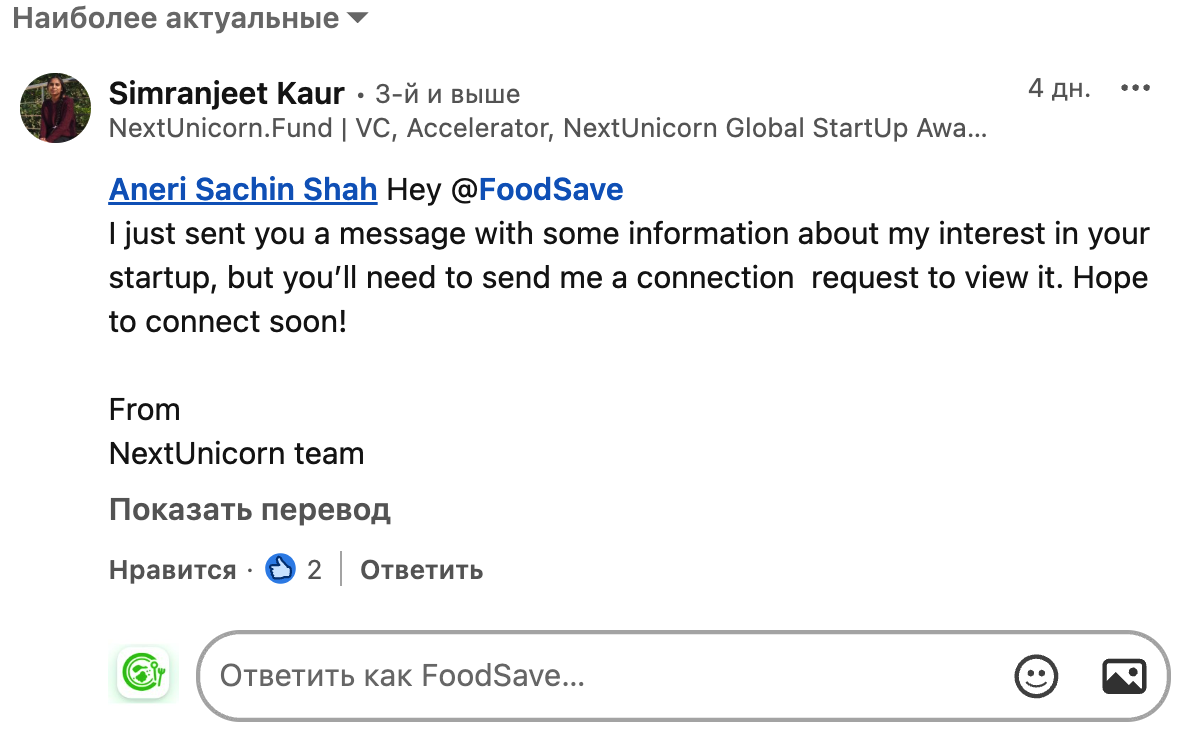 Наиболее актуальные
Simranjeet Kaur • 3-й и выше
4 дн.
NextUnicorn.Fund | VC, Accelerator, NextUnicorn Global StartUp Awa...
Aneri Sachin Shah Hey @FoodSave
I just sent you a message with some information about my interest in your
startup, but you’ll need to send me a connection  request to view it. Hope
to connect soon!
From
NextUnicorn team
Показать перевод
Нравится · 2 | Ответить
Ответить как FoodSave...